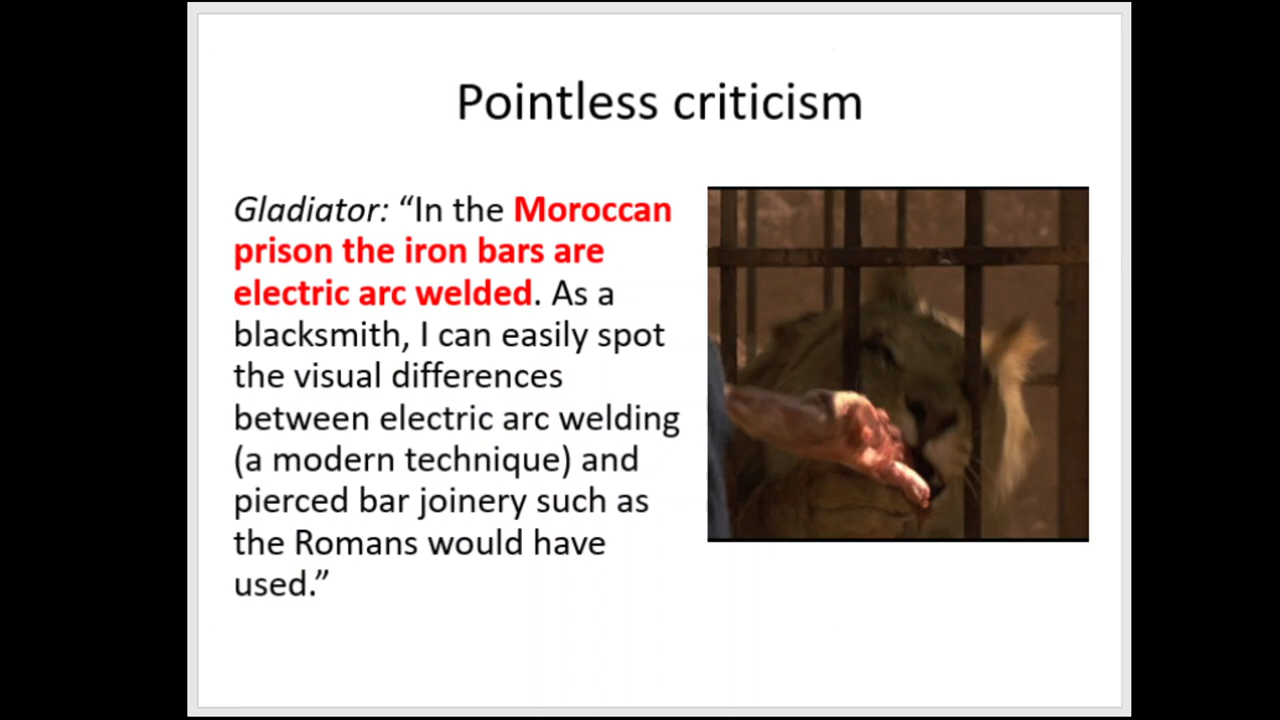 Pointless criticism
Gladiator: “In the Moroccan
prison the iron bars are
electric arc welded. As a
blacksmith, I can easily spot
the visual differences
between electric arc welding
(a modern technique) and
pierced bar joinery such as
the Romans would have
used.”